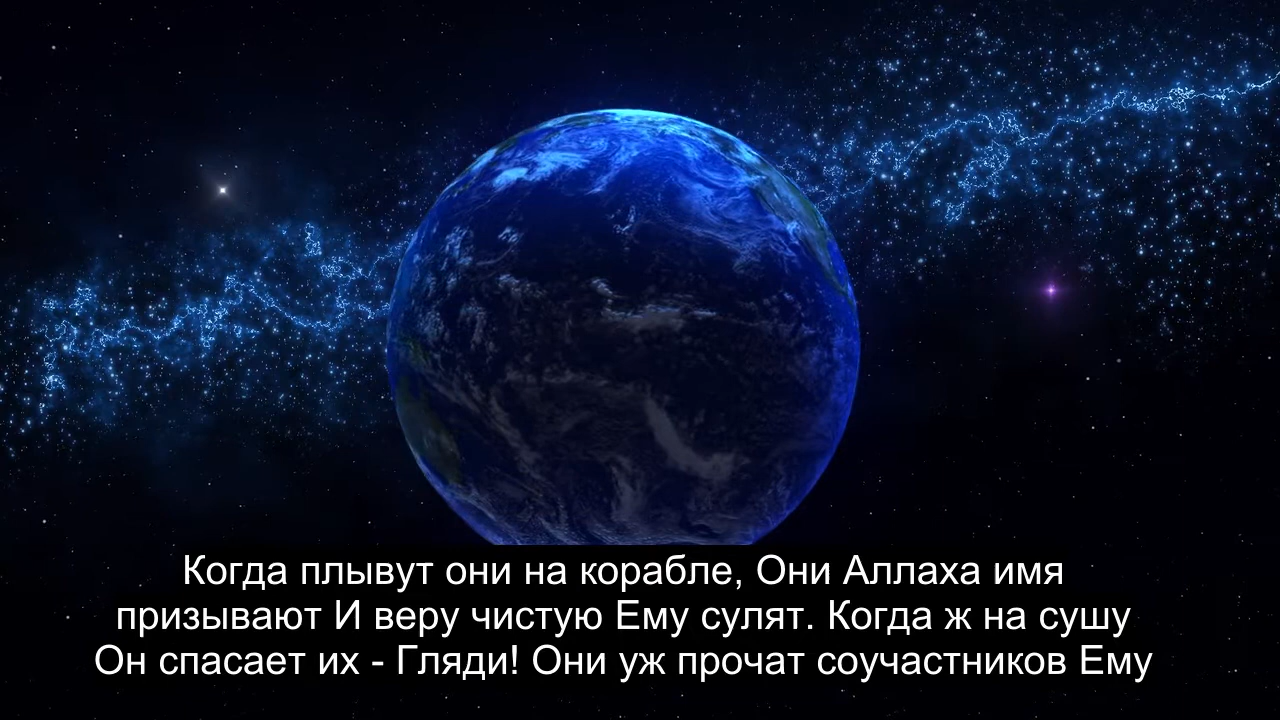 Когда плывут они на корабле, Они Аллаха имя
призывают И веру чистую Ему сулят. Когда ж на сушу
Он спасает их - Гляди! Они уж прочат соучастников Ему